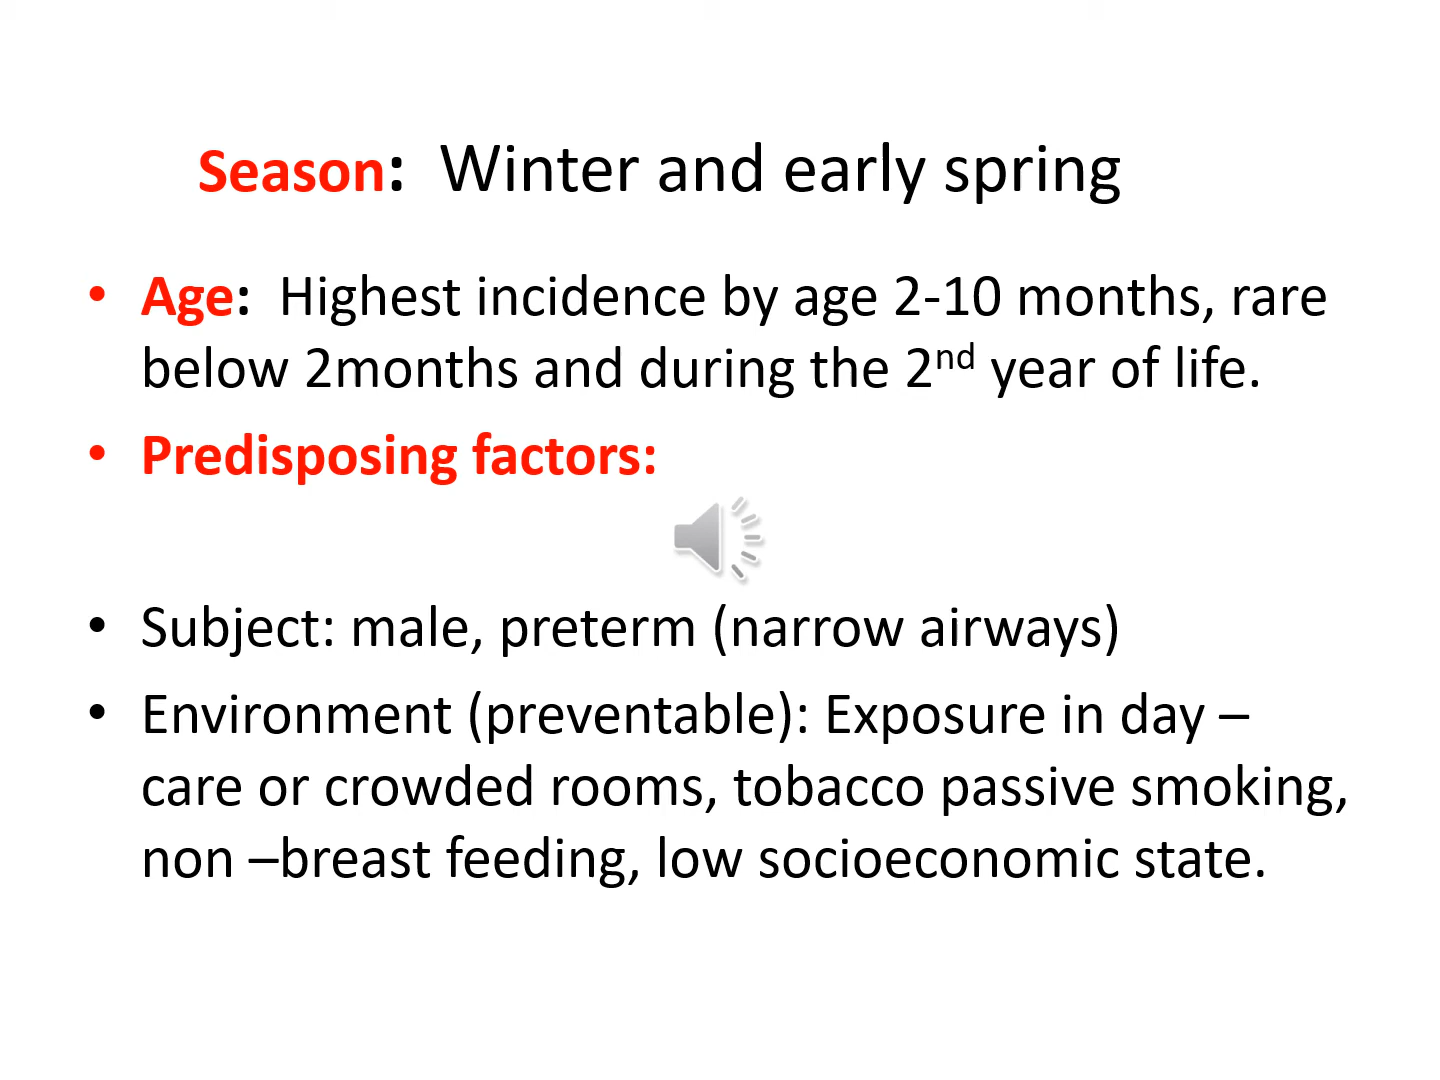 Season: Winter and early spring
• Age: Highest incidence by age 2-10 months, rare
below 2months and during the 2nd year of life.
• Predisposing factors:
• Subject: male, preterm (narrow airways)
• Environment (preventable): Exposure in day –
care or crowded rooms, tobacco passive smoking,
non –breast feeding, low socioeconomic state.